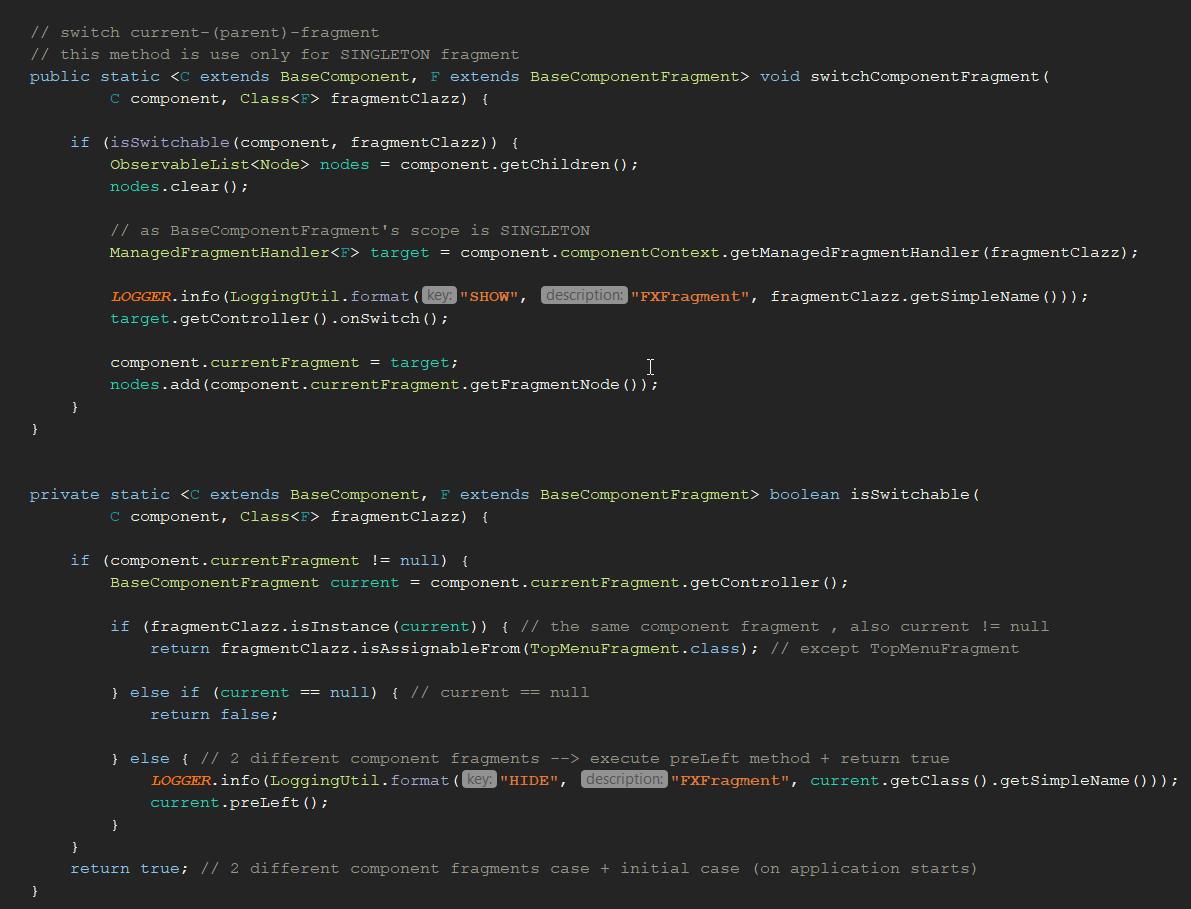 // switch current-(parent)-fragment
// this method is use only for SINGLETON fragment
public static <C extends BaseComponent, F extends BaseComponentFragment> void switchComponentFragment(
        C component, Class<F> fragmentClazz) {

    if (isSwitchable(component, fragmentClazz)) {
        ObservableList<Node> nodes = component.getChildren();
        nodes.clear();

        // as BaseComponentFragment's scope is SINGLETON
        ManagedFragmentHandler<F> target = component.componentContext.getManagedFragmentHandler(fragmentClazz);

        LOGGER.info(LoggingUtil.format( key: "SHOW", description: "FXFragment", fragmentClazz.getSimpleName()));
        target.getController().onSwitch();

        component.currentFragment = target;
        nodes.add(component.currentFragment.getFragmentNode());
    }
}

private static <C extends BaseComponent, F extends BaseComponentFragment> boolean isSwitchable(
        C component, Class<F> fragmentClazz) {

    if (component.currentFragment != null) {
        BaseComponentFragment current = component.currentFragment.getController();

        if (fragmentClazz.isInstance(current)) { // the same component fragment , also current != null
            return fragmentClazz.isAssignableFrom(TopMenuFragment.class); // except TopMenuFragment

        } else if (current == null) { // current == null
            return false;

        } else { // 2 different component fragments --> execute preLeft method + return true
            LOGGER.info(LoggingUtil.format( key: "HIDE", description: "FXFragment", current.getClass().getSimpleName()));
            current.preLeft();
        }
    }
    return true; // 2 different component fragments case + initial case (on application starts)
}